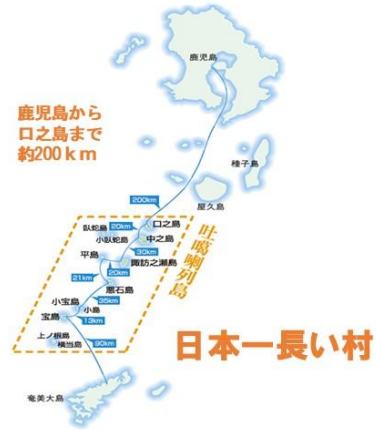 鹿児島
鹿児島から
口之島まで
約200km
種子島
屋久島
200km
口之島
臥蛇島
20km
小臥蛇島
中之島
30km
吐噶喇列島
平島
諏訪之瀬島
20km
21km
悪石島
35km
小宝島
小島
宝島
13km
上ノ根島
横当島
90km
日本一長い村
奄美大島